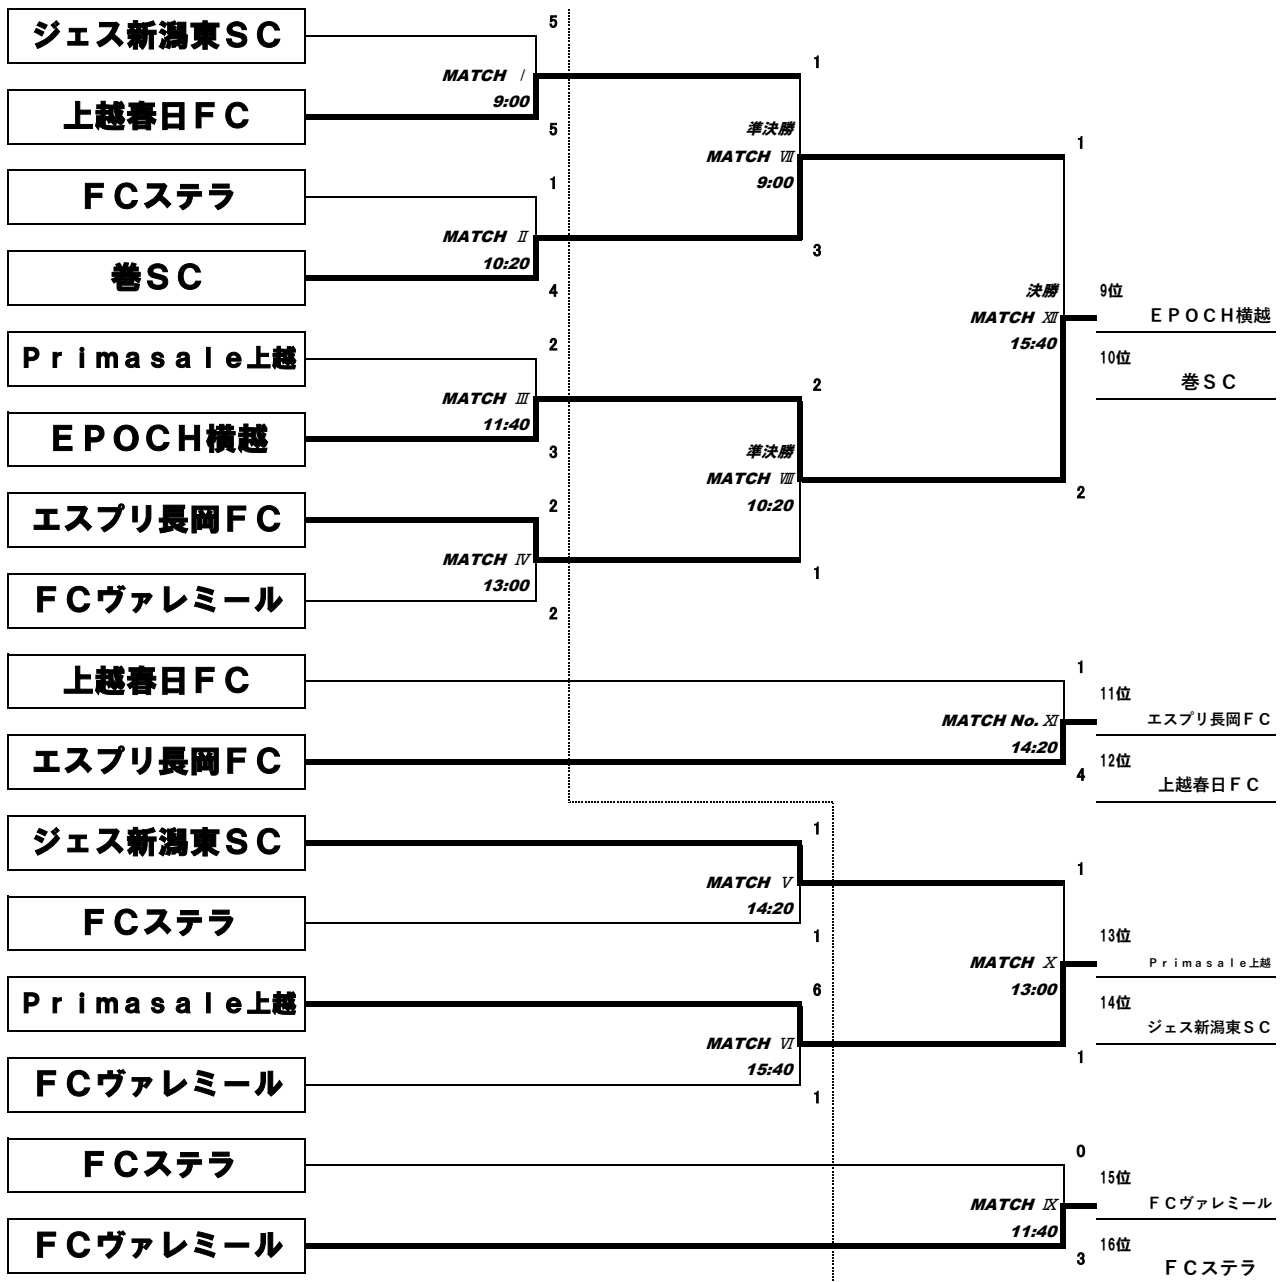 ジェス新潟東ＳＣ
5
MATCH Ⅰ
9:00
1
上越春日ＦＣ
5
準決勝
MATCH Ⅶ
9:00
1
ＦＣステラ
1
MATCH Ⅱ
10:20
3
巻ＳＣ
4
決勝
MATCH Ⅻ
15:40
9位
ＥＰＯＣＨ横越
10位
巻ＳＣ
Ｐｒｉｍａｓａｌｅ上越
2
MATCH Ⅲ
11:40
2
ＥＰＯＣＨ横越
3
準決勝
MATCH Ⅷ
10:20
2
エスプリ長岡ＦＣ
2
MATCH Ⅳ
13:00
1
ＦＣヴァレミール
2
上越春日ＦＣ
1
MATCH No. Ⅺ
14:20
11位
エスプリ長岡ＦＣ
エスプリ長岡ＦＣ
4
12位
上越春日ＦＣ
ジェス新潟東ＳＣ
1
MATCH Ⅴ
14:20
1
ＦＣステラ
1
MATCH Ⅹ
13:00
13位
Ｐｒｉｍａｓａｌｅ上越
14位
ジェス新潟東ＳＣ
Ｐｒｉｍａｓａｌｅ上越
6
MATCH Ⅵ
15:40
1
ＦＣヴァレミール
1
ＦＣステラ
0
MATCH Ⅸ
11:40
15位
ＦＣヴァレミール
ＦＣヴァレミール
3
16位
ＦＣステラ